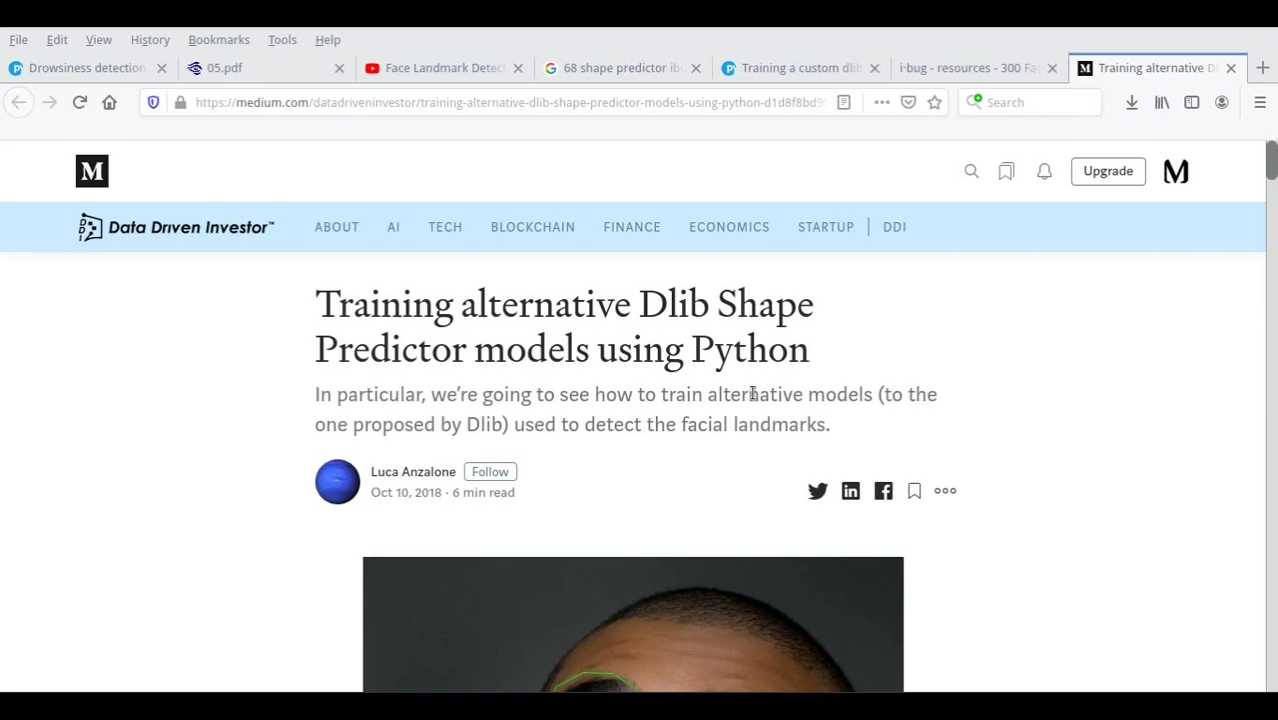 File Edit View History Bookmarks Tools Help
Drowsiness detection 05.pdf Face Landmark Detec 68 shape predictor ib Training a custom dlib i·bug - resources - 300 Fa Training alternative D
https://medium.com/datadriveninvestor/training-alternative-dlib-shape-predictor-models-using-python-d1d8f8bd9 Search
M Upgrade M
Data Driven Investor™ ABOUT AI TECH BLOCKCHAIN FINANCE ECONOMICS STARTUP DDI
Training alternative Dlib Shape
Predictor models using Python
In particular, we're going to see how to train alternative models (to the
one proposed by Dlib) used to detect the facial landmarks.
Luca Anzalone Follow
Oct 10, 2018 · 6 min read